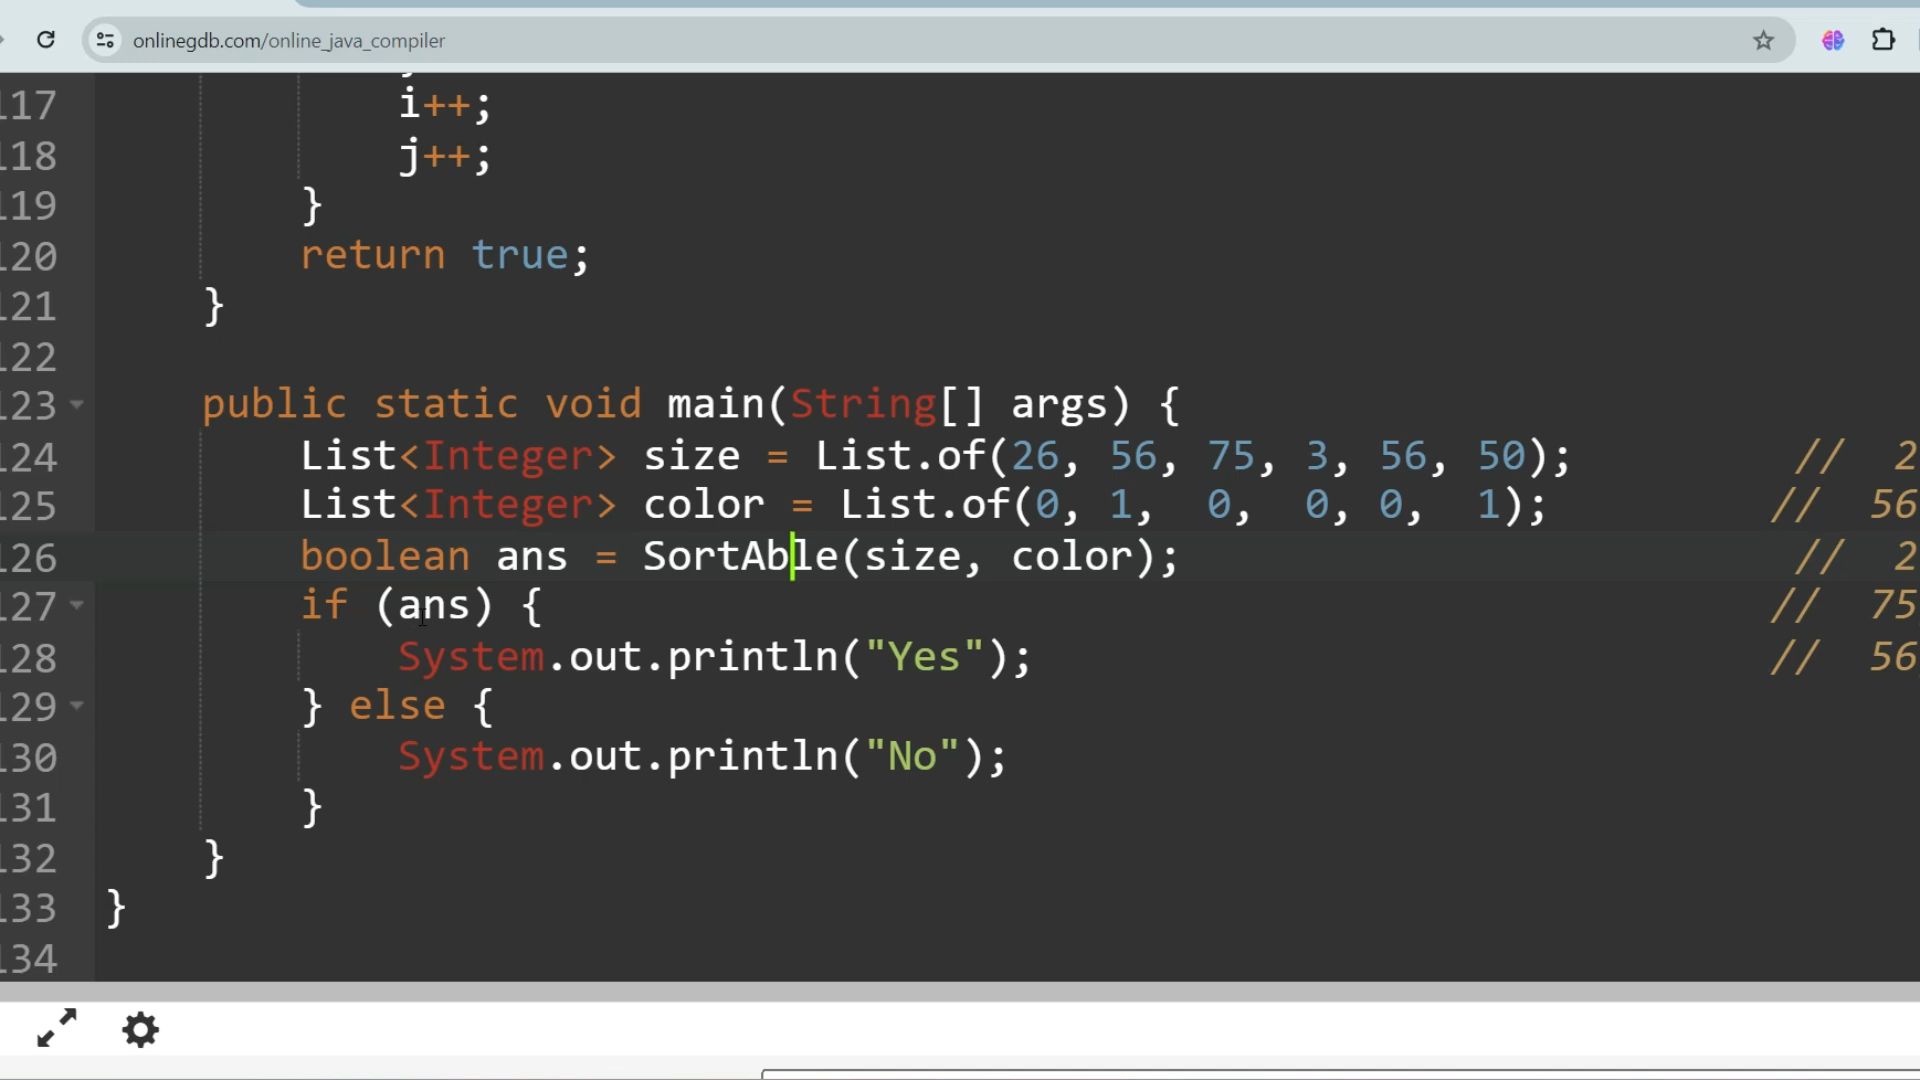 onlinegdb.com/online_java_compiler
117 i++;
118 j++;
119 }
120 return true;
121 }
122
123 public static void main(String[] args) {
124 List<Integer> size = List.of(26, 56, 75, 3, 56, 50); // 2
125 List<Integer> color = List.of(0, 1, 0, 0, 0, 1); // 56
126 boolean ans = SortAble(size, color); // 2
127 if (ans) { // 75
128 System.out.println("Yes"); // 56
129 } else {
130 System.out.println("No");
131 }
132 }
133 }
134